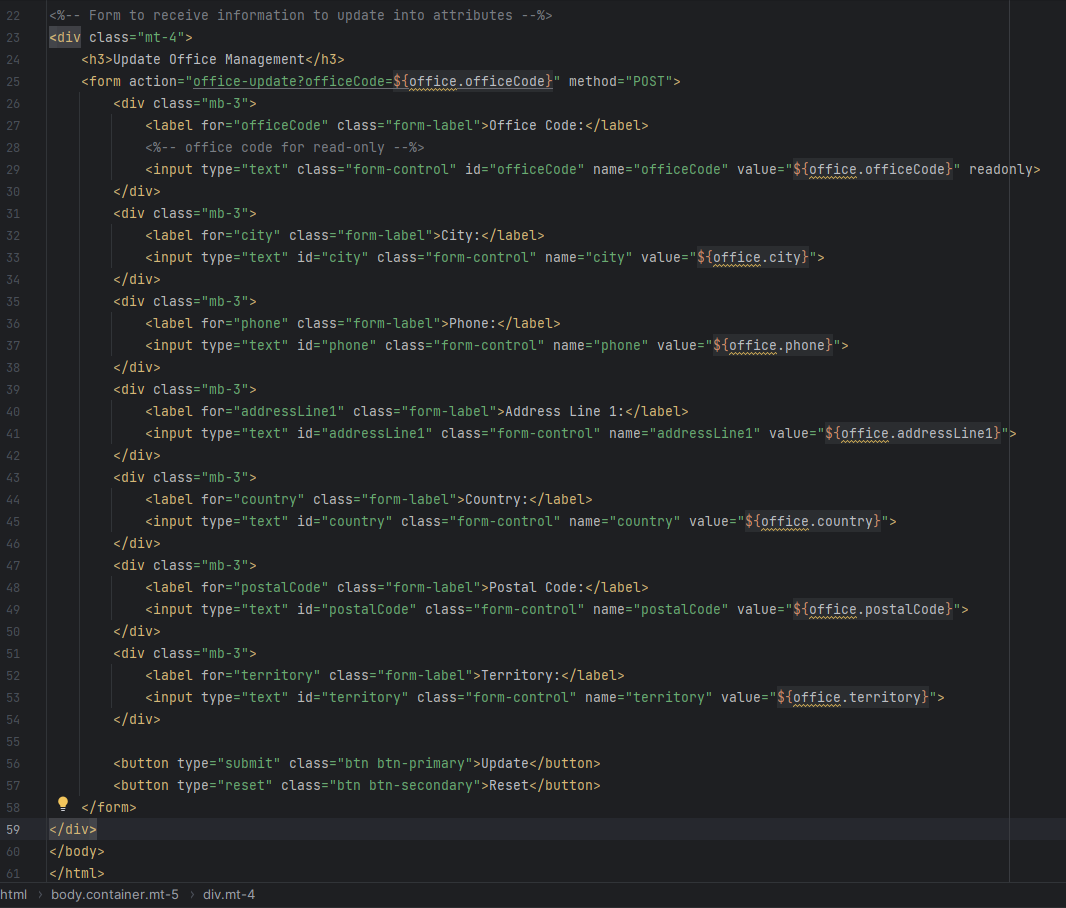 22 <%-- Form to receive information to update into attributes --%>
23 <div class="mt-4">
24     <h3>Update Office Management</h3>
25     <form action="office-update?officeCode=${office.officeCode}" method="POST">
26         <div class="mb-3">
27             <label for="officeCode" class="form-label">Office Code:</label>
28             <%-- office code for read-only --%>
29             <input type="text" class="form-control" id="officeCode" name="officeCode" value="${office.officeCode}" readonly>
30         </div>
31         <div class="mb-3">
32             <label for="city" class="form-label">City:</label>
33             <input type="text" id="city" class="form-control" name="city" value="${office.city}">
34         </div>
35         <div class="mb-3">
36             <label for="phone" class="form-label">Phone:</label>
37             <input type="text" id="phone" class="form-control" name="phone" value="${office.phone}">
38         </div>
39         <div class="mb-3">
40             <label for="addressLine1" class="form-label">Address Line 1:</label>
41             <input type="text" id="addressLine1" class="form-control" name="addressLine1" value="${office.addressLine1}">
42         </div>
43         <div class="mb-3">
44             <label for="country" class="form-label">Country:</label>
45             <input type="text" id="country" class="form-control" name="country" value="${office.country}">
46         </div>
47         <div class="mb-3">
48             <label for="postalCode" class="form-label">Postal Code:</label>
49             <input type="text" id="postalCode" class="form-control" name="postalCode" value="${office.postalCode}">
50         </div>
51         <div class="mb-3">
52             <label for="territory" class="form-label">Territory:</label>
53             <input type="text" id="territory" class="form-control" name="territory" value="${office.territory}">
54         </div>
55
56         <button type="submit" class="btn btn-primary">Update</button>
57         <button type="reset" class="btn btn-secondary">Reset</button>
58     </form>
59 </div>
60 </body>
61 </html>
html > body.container.mt-5 > div.mt-4